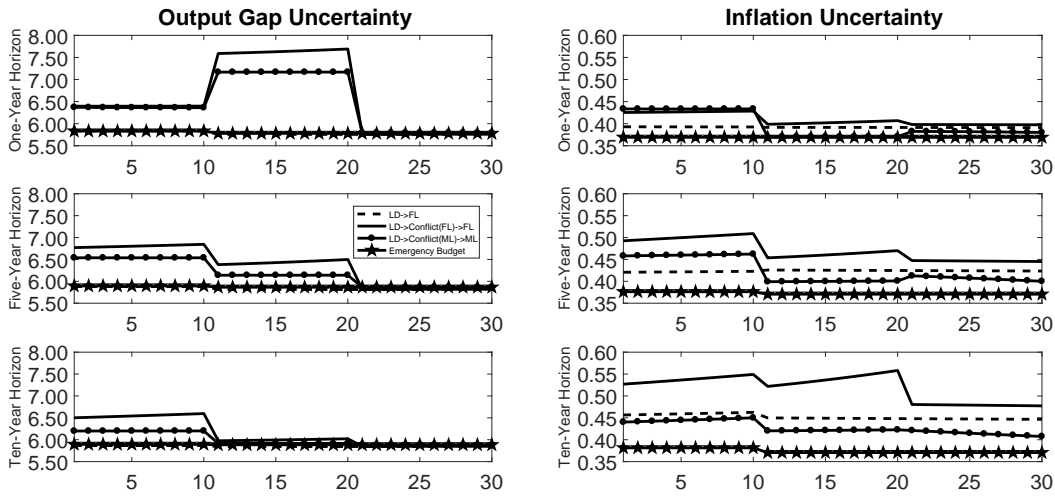 Output Gap Uncertainty
One-Year Horizon
8.00
7.50
7.00
6.50
6.00
5.50
5 10 15 20 25 30
Five-Year Horizon
8.00
7.50
7.00
6.50
6.00
5.50
LD->FL
LD->Conflict(FL)->FL
LD->Conflict(ML)->ML
Emergency Budget
5 10 15 20 25 30
Ten-Year Horizon
8.00
7.50
7.00
6.50
6.00
5.50
5 10 15 20 25 30
Inflation Uncertainty
One-Year Horizon
0.60
0.55
0.50
0.45
0.40
0.35
5 10 15 20 25 30
Five-Year Horizon
0.60
0.55
0.50
0.45
0.40
0.35
5 10 15 20 25 30
Ten-Year Horizon
0.60
0.55
0.50
0.45
0.40
0.35
5 10 15 20 25 30